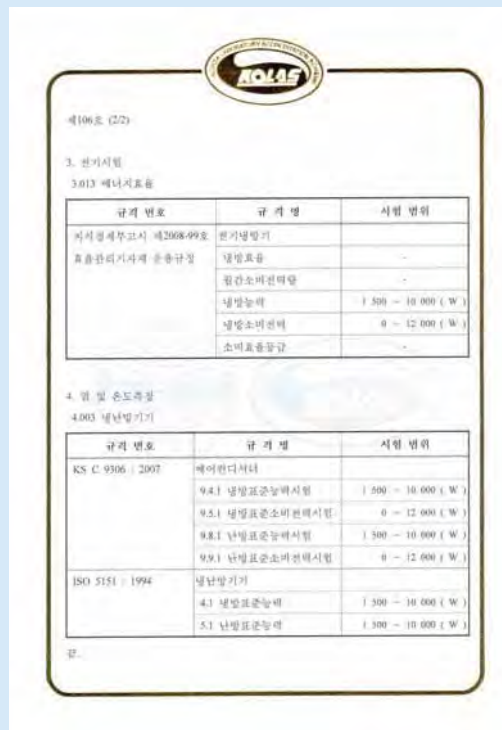 KOLAS
제106호 (2/2)
3. 전기시험
3.013 에너지효율
규격 번호 규 격 명 시험 범위
지식경제부고시 제2008-99호 전기냉방기
효율관리기자재 운용규정 냉방효율 -
월간소비전력량 -
냉방능력 1 500 ~ 10 000 ( W )
냉방소비전력 0 ~ 12 000 ( W )
소비효율등급 -
4. 열 및 온도측정
4.003 냉난방기기
규격 번호 규 격 명 시험 범위
KS C 9306 : 2007 에어컨디셔너
9.4.1 냉방표준능력시험 1 500 ~ 10 000 ( W )
9.5.1 냉방표준소비전력시험 0 ~ 12 000 ( W )
9.8.1 난방표준능력시험 1 500 ~ 10 000 ( W )
9.9.1 난방표준소비전력시험 0 ~ 12 000 ( W )
ISO 5151 : 1994 냉난방기기
4.1 냉방표준능력 1 500 ~ 10 000 ( W )
5.1 난방표준능력 1 500 ~ 10 000 ( W )
끝.